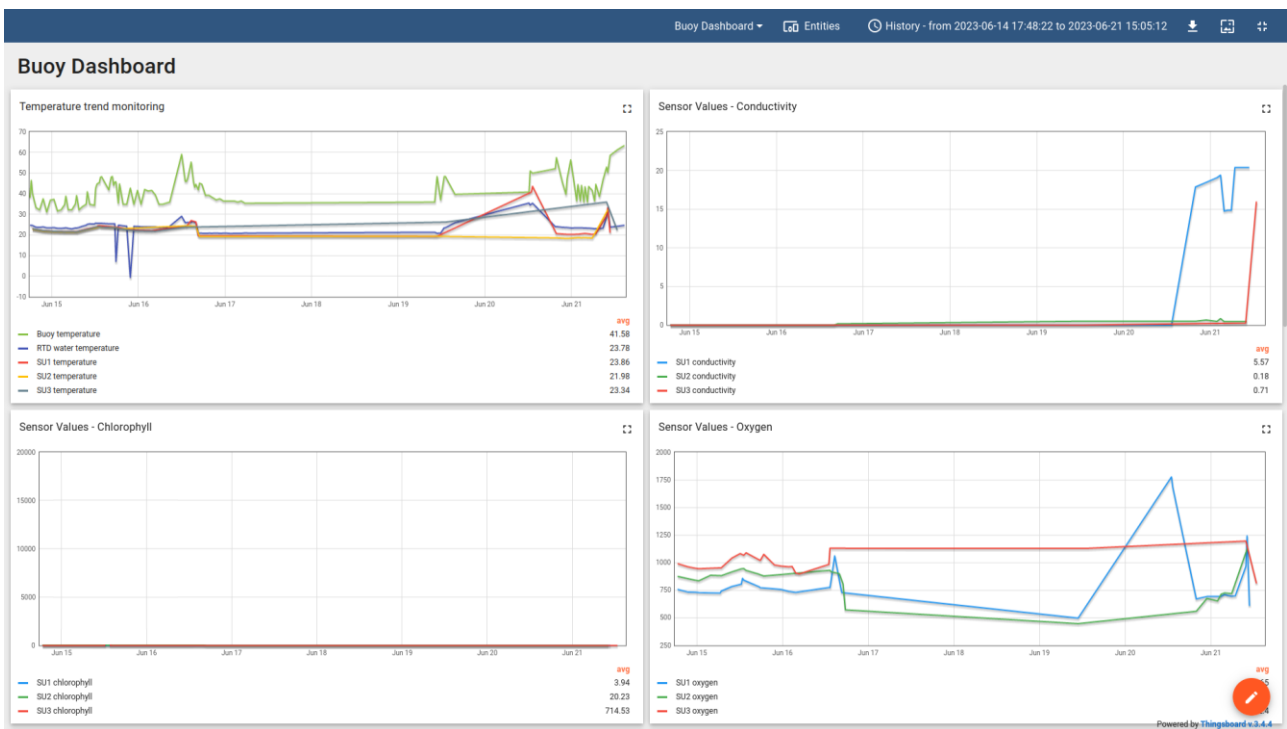 Buoy Dashboard Entities History - from 2023-06-14 17:48:22 to 2023-06-21 15:05:12
Buoy Dashboard
Temperature trend monitoring
70
60
50
40
30
20
10
0
-10
Jun 15 Jun 16 Jun 17 Jun 18 Jun 19 Jun 20 Jun 21
avg
Buoy temperature 41.58
RTD water temperature 23.78
SU1 temperature 23.86
SU2 temperature 21.98
SU3 temperature 23.34
Sensor Values - Conductivity
25
20
15
10
5
0
Jun 15 Jun 16 Jun 17 Jun 18 Jun 19 Jun 20 Jun 21
avg
SU1 conductivity 5.57
SU2 conductivity 0.18
SU3 conductivity 0.71
Sensor Values - Chlorophyll
20000
15000
10000
5000
0
Jun 15 Jun 16 Jun 17 Jun 18 Jun 19 Jun 20 Jun 21
avg
SU1 chlorophyll 3.94
SU2 chlorophyll 20.23
SU3 chlorophyll 714.53
Sensor Values - Oxygen
2000
1750
1500
1250
1000
750
500
250
Jun 15 Jun 16 Jun 17 Jun 18 Jun 19 Jun 20 Jun 21
avg
SU1 oxygen
SU2 oxygen
SU3 oxygen
Powered by Thingsboard v.3.4.4